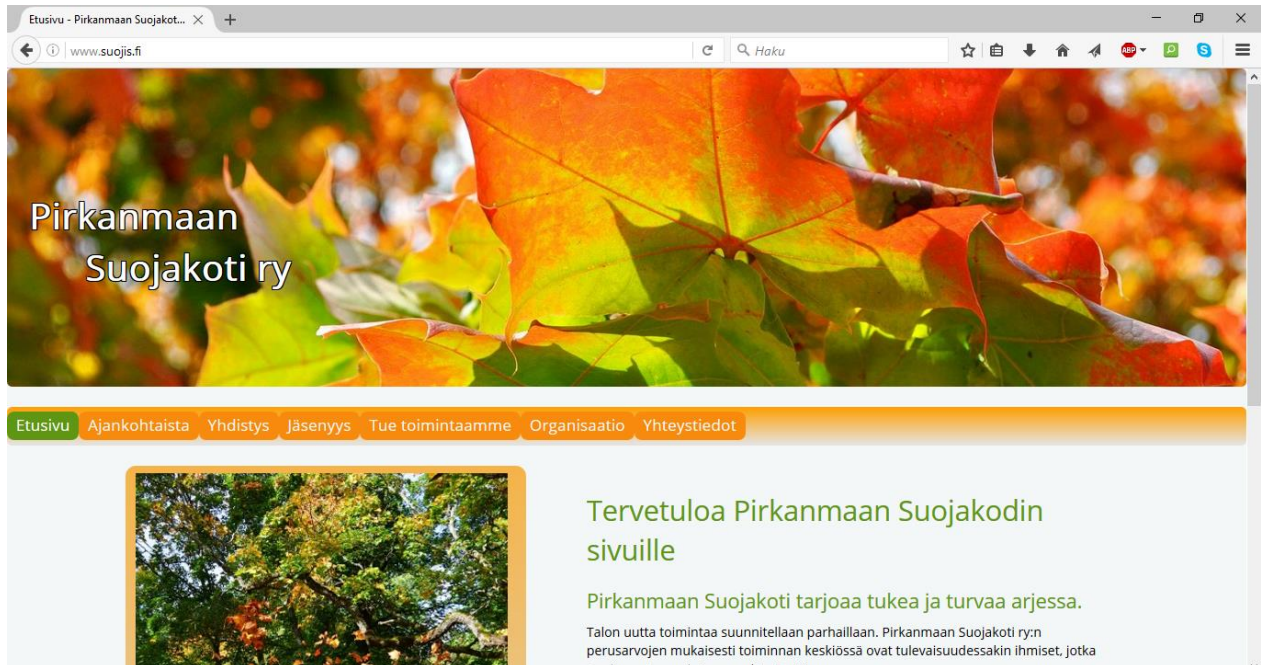 Etusivu - Pirkanmaan Suojakot...
www.suojis.fi
Haku
ABP
Pirkanmaan
Suojakoti ry
Etusivu Ajankohtaista Yhdistys Jäsenyys Tue toimintaamme Organisaatio Yhteystiedot
Tervetuloa Pirkanmaan Suojakodin
sivuille
Pirkanmaan Suojakoti tarjoaa tukea ja turvaa arjessa.
Talon uutta toimintaa suunnitellaan parhaillaan. Pirkanmaan Suojakoti ry:n
perusarvojen mukaisesti toiminnan keskiössä ovat tulevaisuudessakin ihmiset, jotka